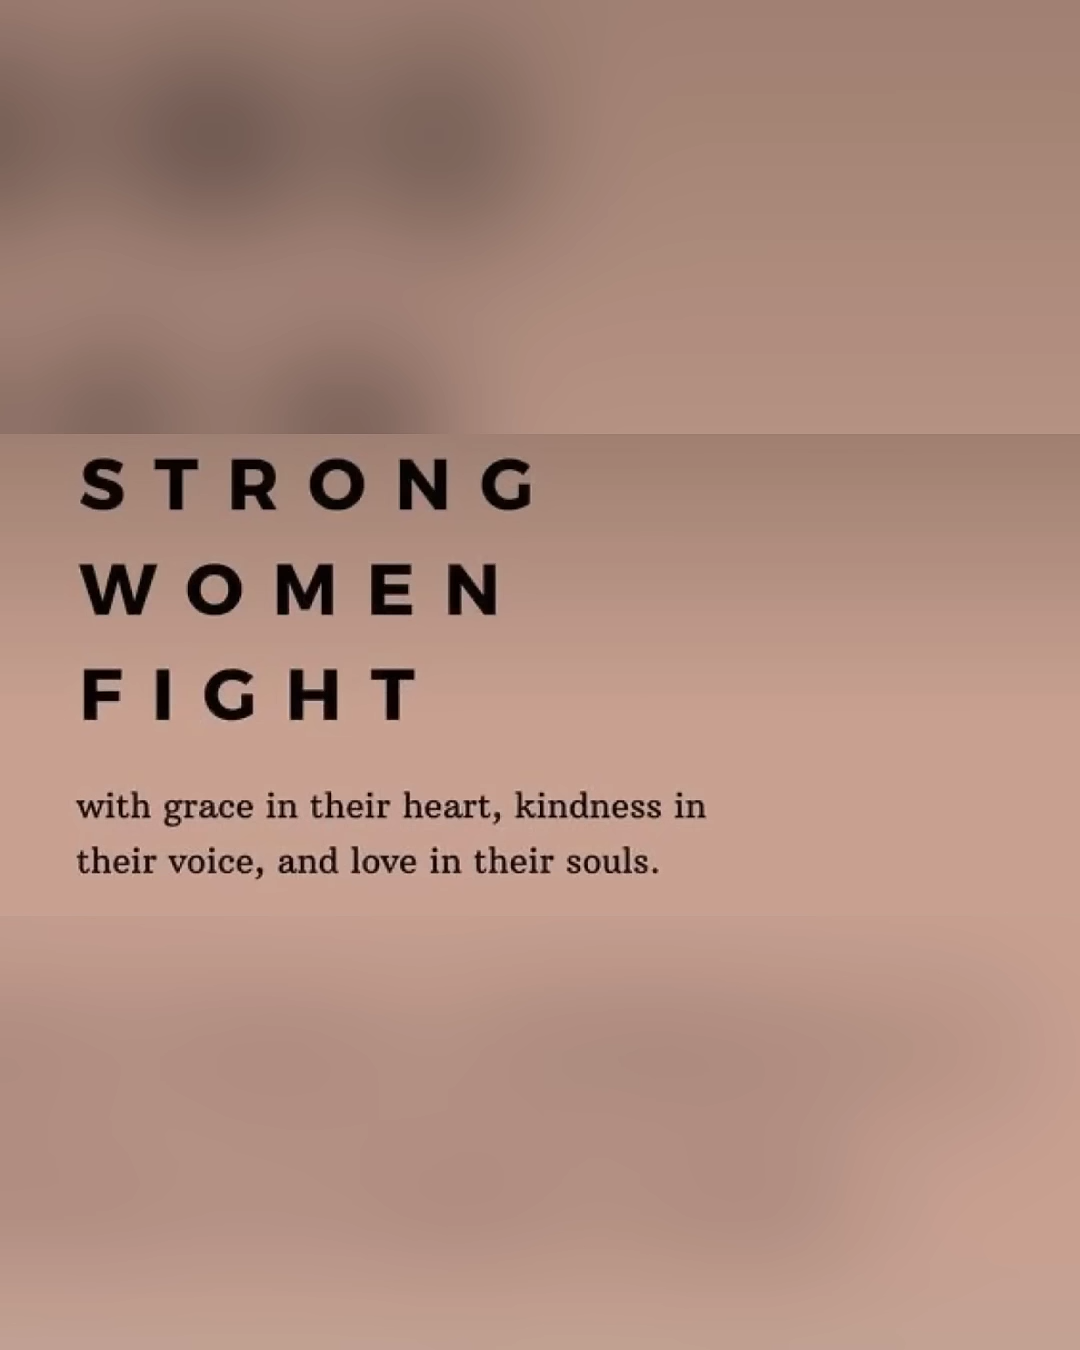 STRONG
WOMEN
FIGHT
with grace in their heart, kindness in
their voice, and love in their souls.